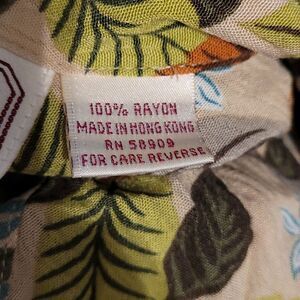 100% RAYON
MADE IN HONG KONG
RN 58909
FOR CARE REVERSE